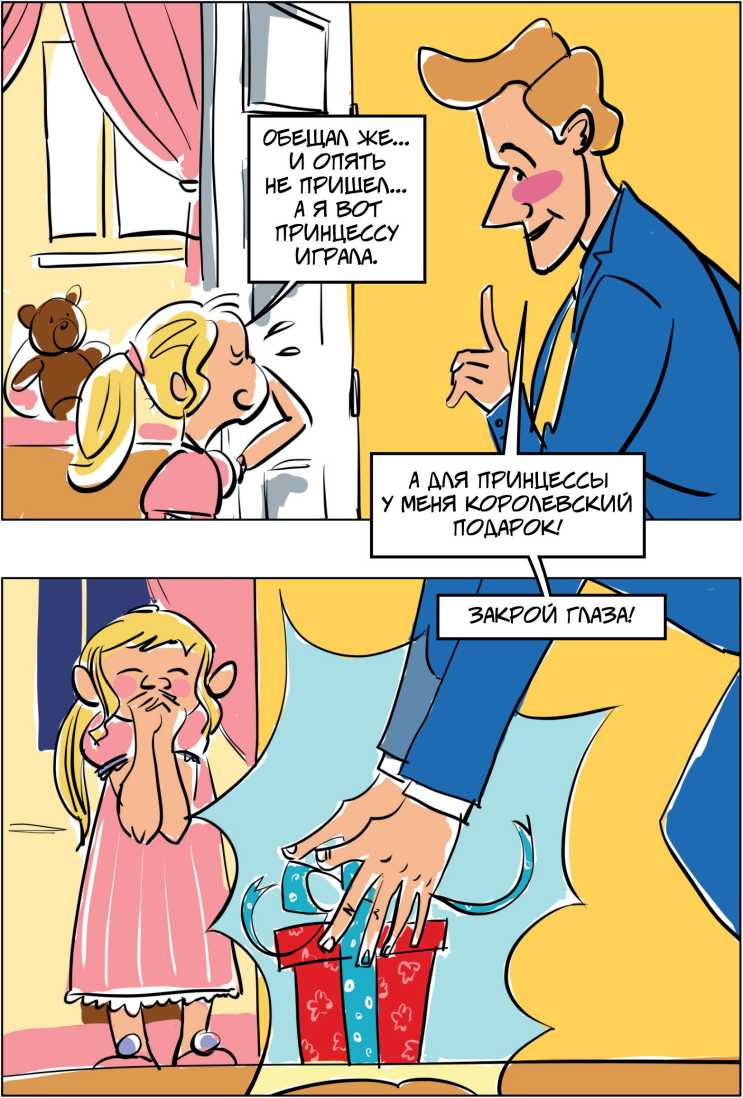 ОБЕЩАЛ ЖЕ...
И ОПЯТЬ
НЕ ПРИШЕЛ...
А Я ВОТ
ПРИНЦЕССУ
ИГРАЛА.
А ДЛЯ ПРИНЦЕССЫ
У МЕНЯ КОРОЛЕВСКИЙ
ПОДАРОК!
ЗАКРОЙ ГЛАЗА!